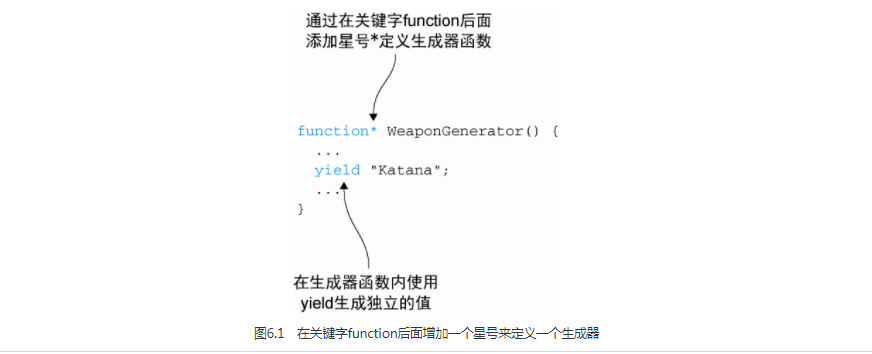 通过在关键字function后面
添加星号*定义生成器函数
function* WeaponGenerator() {
...
yield "Katana";
...
}
在生成器函数内使用
yield生成独立的值
图6.1 在关键字function后面增加一个星号来定义一个生成器